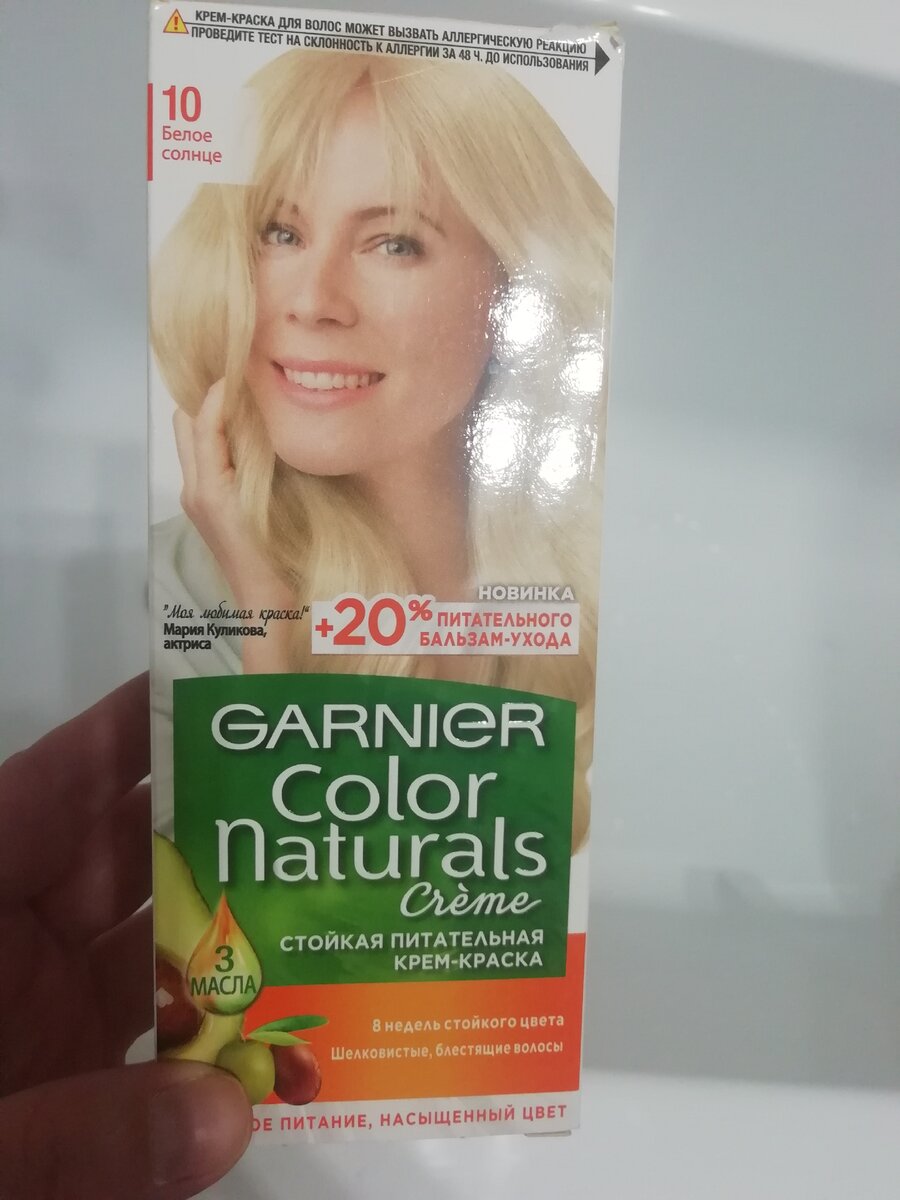 КРЕМ-КРАСКА ДЛЯ ВОЛОС МОЖЕТ ВЫЗВАТЬ АЛЛЕРГИЧЕСКУЮ РЕАКЦИЮ
ПРОВЕДИТЕ ТЕСТ НА СКЛОННОСТЬ К АЛЛЕРГИИ ЗА 48 Ч. ДО ИСПОЛЬЗОВАНИЯ
10
Белое
солнце
"Моя любимая краска!"
Мария Куликова,
актриса
НОВИНКА
+20% ПИТАТЕЛЬНОГО
БАЛЬЗАМ-УХОДА
GARNIER
Color
Naturals
Crème
СТОЙКАЯ ПИТАТЕЛЬНАЯ
КРЕМ-КРАСКА
3
МАСЛА
8 НЕДЕЛЬ СТОЙКОГО ЦВЕТА
ШЕЛКОВИСТЫЕ, БЛЕСТЯЩИЕ ВОЛОСЫ
ПИТАНИЕ, НАСЫЩЕННЫЙ ЦВЕТ